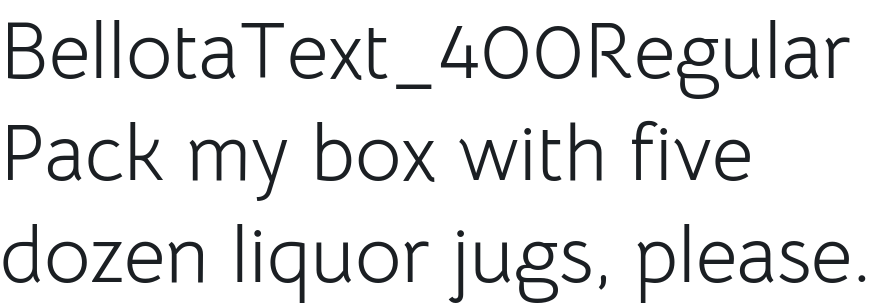 BellotaText_400Regular
Pack my box with five
dozen liquor jugs, please.